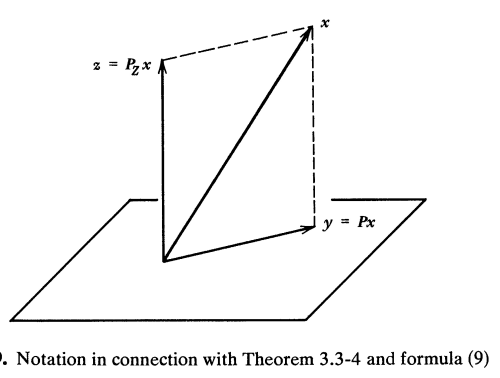 x
z = P_Z x
y = Px
. Notation in connection with Theorem 3.3-4 and formula (9)